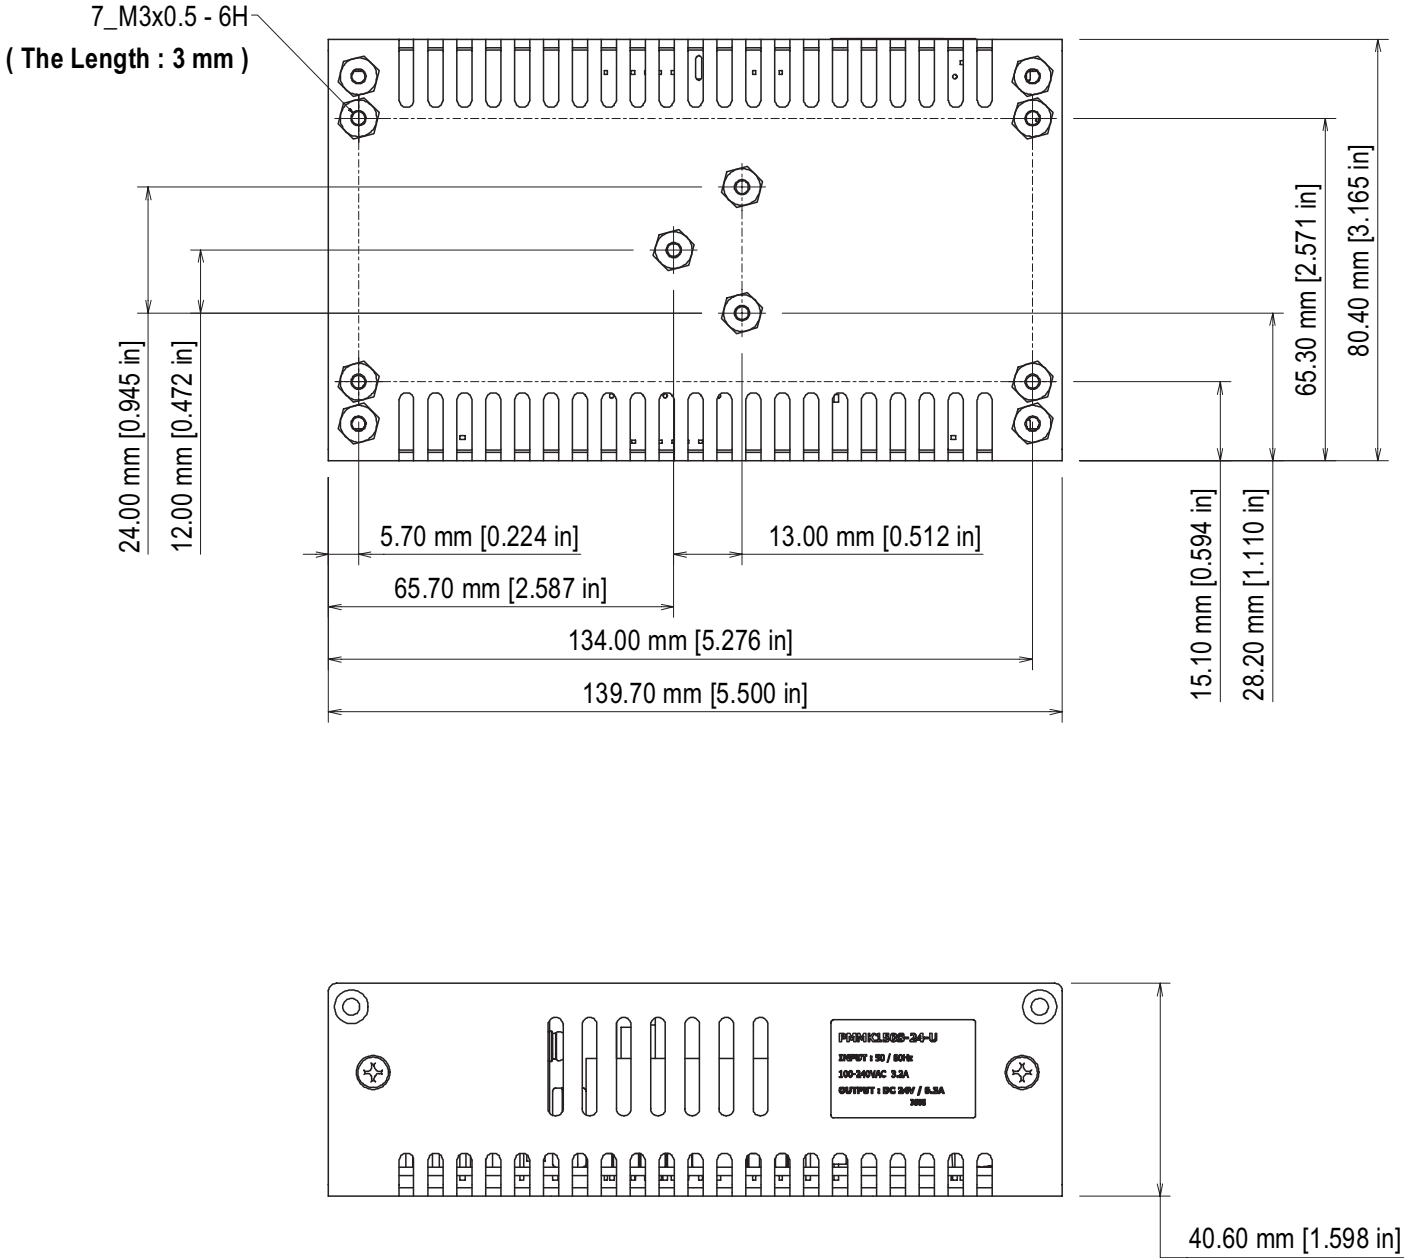 7_M3x0.5 - 6H
( The Length : 3 mm )
24.00 mm [0.945 in]
12.00 mm [0.472 in]
65.30 mm [2.571 in]
80.40 mm [3.165 in]
5.70 mm [0.224 in]
13.00 mm [0.512 in]
65.70 mm [2.587 in]
134.00 mm [5.276 in]
139.70 mm [5.500 in]
15.10 mm [0.594 in]
28.20 mm [1.110 in]
INPUT : 50 / 60Hz
100-240VAC 3.2A
OUTPUT : DC 24V /
40.60 mm [1.598 in]